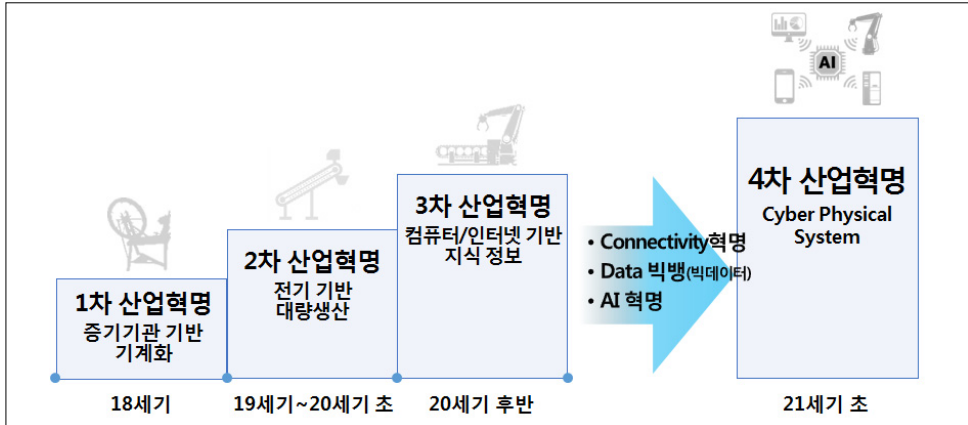 1차 산업혁명
증기기관 기반
기계화
18세기
2차 산업혁명
전기 기반
대량생산
19세기~20세기 초
3차 산업혁명
컴퓨터/인터넷 기반
지식 정보
20세기 후반
• Connectivity혁명
• Data 빅뱅(빅데이터)
• AI 혁명
AI
4차 산업혁명
Cyber Physical
System
21세기 초